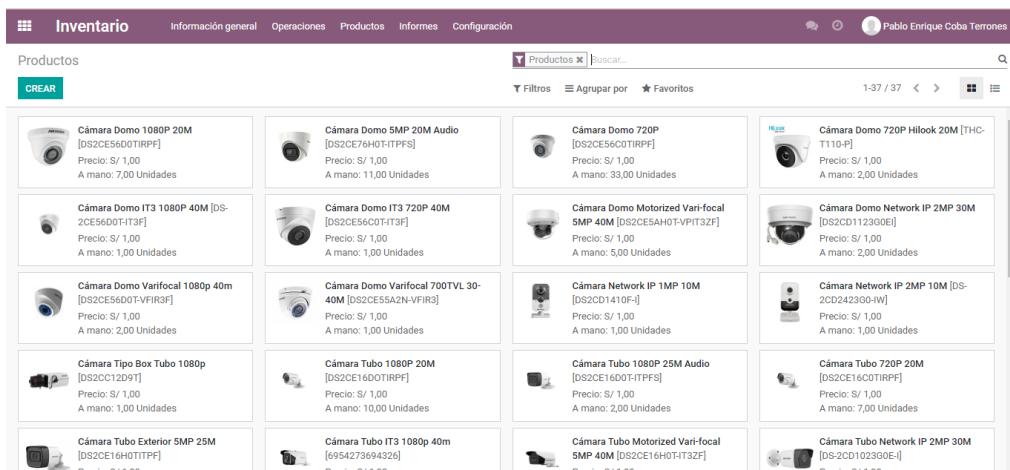 Inventario
Información general Operaciones Productos Informes Configuración
Pablo Enrique Coba Terrones
Productos
Productos ✖ Buscar...
CREAR
Filtros Agrupar por Favoritos
1-37 / 37
Cámara Domo 1080P 20M
[DS2CE56D0TIRPF]
Precio: S/ 1,00
A mano: 7,00 Unidades
Cámara Domo 5MP 20M Audio
[DS2CE76H0T-ITPFS]
Precio: S/ 1,00
A mano: 11,00 Unidades
Cámara Domo 720P
[DS2CE56C0TIRPF]
Precio: S/ 1,00
A mano: 33,00 Unidades
HiLook
Cámara Domo 720P Hilook 20M [THC-
T110-P]
Precio: S/ 1,00
A mano: 2,00 Unidades
Cámara Domo IT3 1080P 40M [DS-
2CE56D0T-IT3F]
Precio: S/ 1,00
A mano: 1,00 Unidades
Cámara Domo IT3 720P 40M
[DS2CE56C0T-IT3F]
Precio: S/ 1,00
A mano: 1,00 Unidades
Cámara Domo Motorized Vari-focal
5MP 40M [DS2CE5AH0T-VPIT3ZF]
Precio: S/ 1,00
A mano: 5,00 Unidades
Cámara Domo Network IP 2MP 30M
[DS2CD1123G0EI]
Precio: S/ 1,00
A mano: 2,00 Unidades
Cámara Domo Varifocal 1080p 40m
[DS2CE56D0T-VFIR3F]
Precio: S/ 1,00
A mano: 2,00 Unidades
Cámara Domo Varifocal 700TVL 30-
40M [DS2CE55A2N-VFIR3]
Precio: S/ 1,00
A mano: 1,00 Unidades
Cámara Network IP 1MP 10M
[DS2CD1410F-I]
Precio: S/ 1,00
A mano: 1,00 Unidades
Cámara Network IP 2MP 10M [DS-
2CD2423G0-IW]
Precio: S/ 1,00
A mano: 1,00 Unidades
Cámara Tipo Box Tubo 1080p
[DS2CC12D9T]
Precio: S/ 1,00
A mano: 1,00 Unidades
Cámara Tubo 1080P 20M
[DS2CE16DOTIRPF]
Precio: S/ 1,00
A mano: 10,00 Unidades
Cámara Tubo 1080P 25M Audio
[DS2CE16D0T-ITPFS]
Precio: S/ 1,00
A mano: 2,00 Unidades
Cámara Tubo 720P 20M
[DS2CE16C0TIRPF]
Precio: S/ 1,00
A mano: 7,00 Unidades
Cámara Tubo Exterior 5MP 25M
[DS2CE16H0TITPF]
Cámara Tubo IT3 1080p 40m
[6954273694326]
Cámara Tubo Motorized Vari-focal
5MP 40M [DS2CE16H0T-IT3ZF]
Cámara Tubo Network IP 2MP 30M
[DS-2CD1023G0E-I]